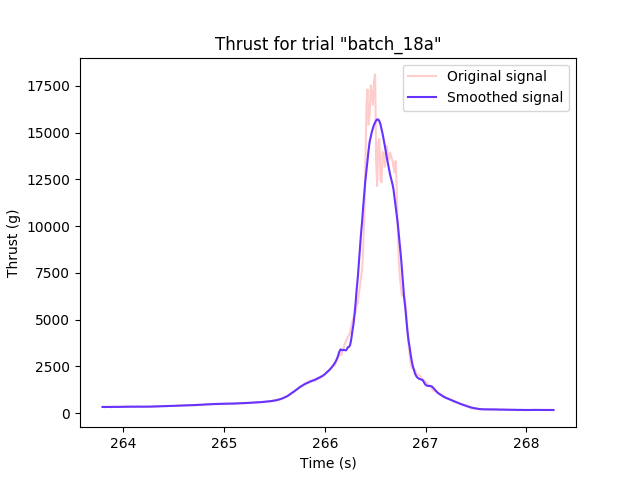 Thrust for trial "batch_18a"
Original signal
Smoothed signal
17500
15000
12500
10000
7500
5000
2500
0
Thrust (g)
264 265 266 267 268
Time (s)